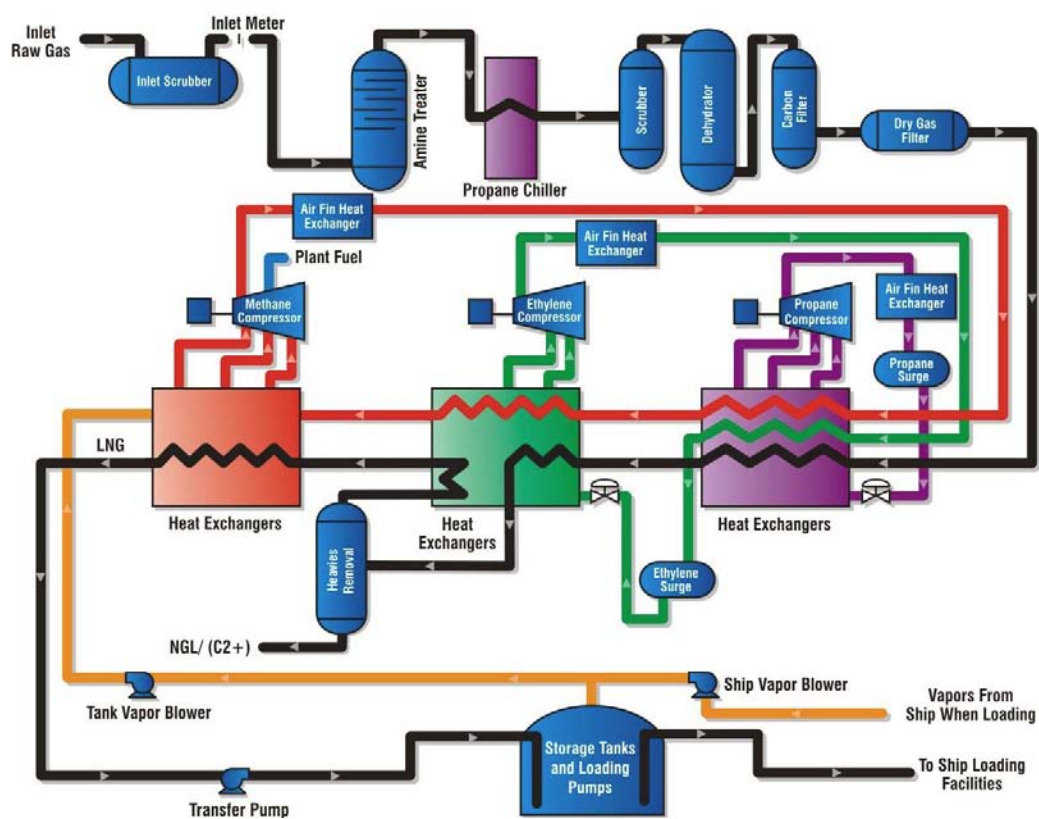 Inlet
Raw Gas
Inlet Meter
Inlet Scrubber
Amine Treater
Propane Chiller
Scrubber
Dehydrator
Carbon
Filter
Dry Gas
Filter
Air Fin Heat
Exchanger
Plant Fuel
Methane
Compressor
Air Fin Heat
Exchanger
Ethylene
Compressor
Propane
Compressor
Air Fin Heat
Exchanger
Propane
Surge
LNG
Heat Exchangers
Heat
Exchangers
Heat Exchangers
Heavies
Removal
Ethylene
Surge
NGL/ (C2+)
Tank Vapor Blower
Ship Vapor Blower
Vapors From
Ship When Loading
Storage Tanks
and Loading
Pumps
Transfer Pump
To Ship Loading
Facilities